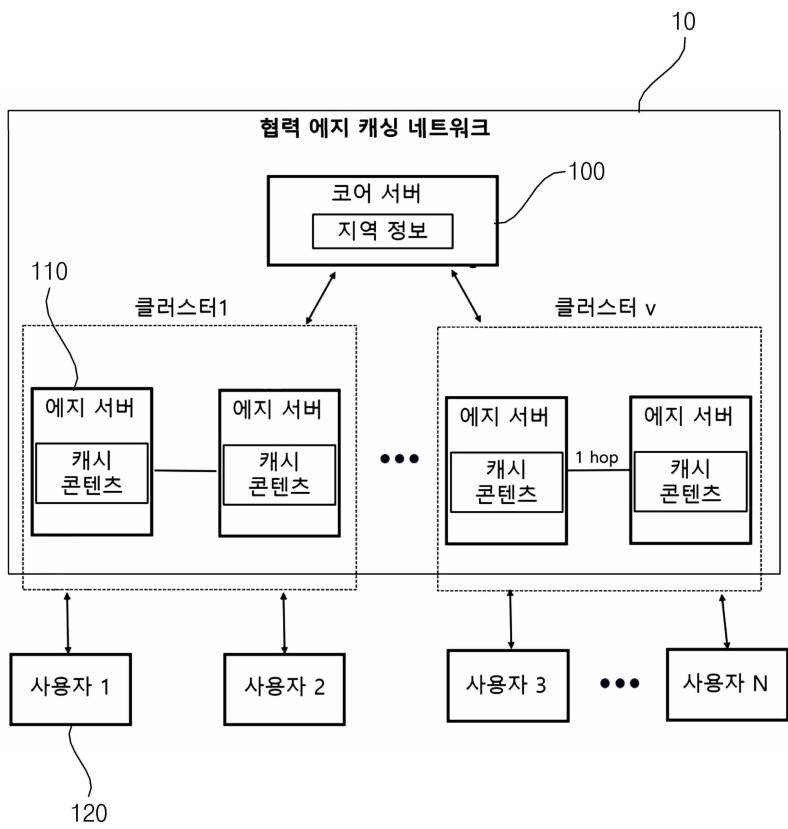 10
협력 에지 캐싱 네트워크
코어 서버
100
지역 정보
110
클러스터1
클러스터 v
에지 서버
에지 서버
에지 서버
에지 서버
캐시
콘텐츠
캐시
콘텐츠
캐시
콘텐츠
1 hop
캐시
콘텐츠
사용자 1
사용자 2
사용자 3
사용자 N
120